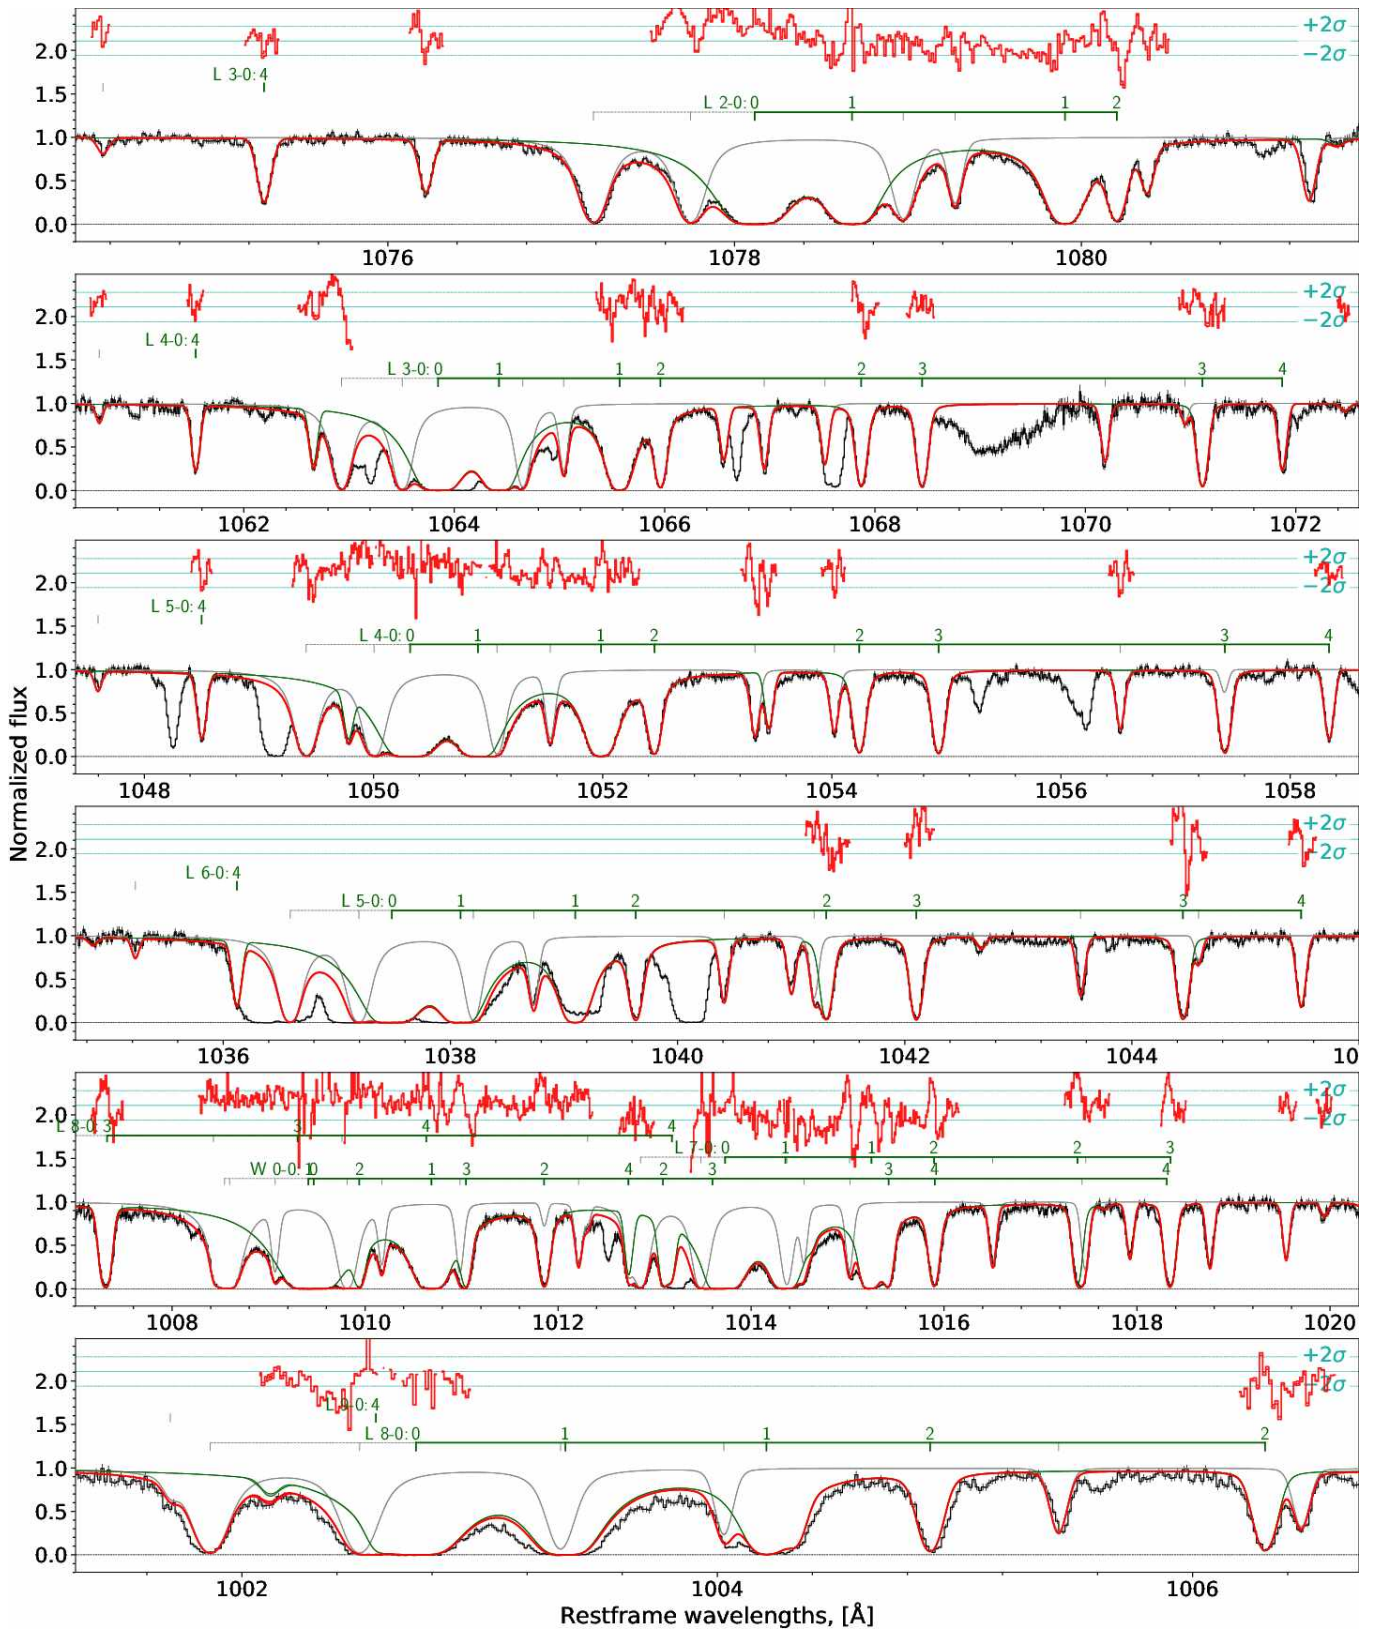 +2σ
2.0
−2σ
L 3-0: 4
1.5
L 2-0: 0 1 1 2
1.0
0.5
0.0
1076 1078 1080
+2σ
2.0
−2σ
L 4-0: 4
1.5
L 3-0: 0 1 1 2 2 3 3 4
1.0
0.5
0.0
1062 1064 1066 1068 1070 1072
+2σ
2.0
−2σ
L 5-0: 4
1.5
L 4-0: 0 1 1 2 2 3 3 4
1.0
0.5
0.0
1048 1050 1052 1054 1056 1058
Normalized flux
+2σ
2.0
−2σ
L 6-0: 4
1.5
L 5-0: 0 1 1 2 2 3 3 4
1.0
0.5
0.0
1036 1038 1040 1042 1044 10
+2σ
2.0
−2σ
L 8-0: 3 3 4 4
L 7-0: 0 1 1 2 2 3
1.5
W 0-0: 1 0 2 1 3 2 4 2 3 3 4 4
1.0
0.5
0.0
1008 1010 1012 1014 1016 1018 1020
+2σ
2.0
−2σ
L 9-0: 4
1.5
L 8-0: 0 1 1 2 2
1.0
0.5
0.0
1002 1004 1006
Restframe wavelengths, [Å]